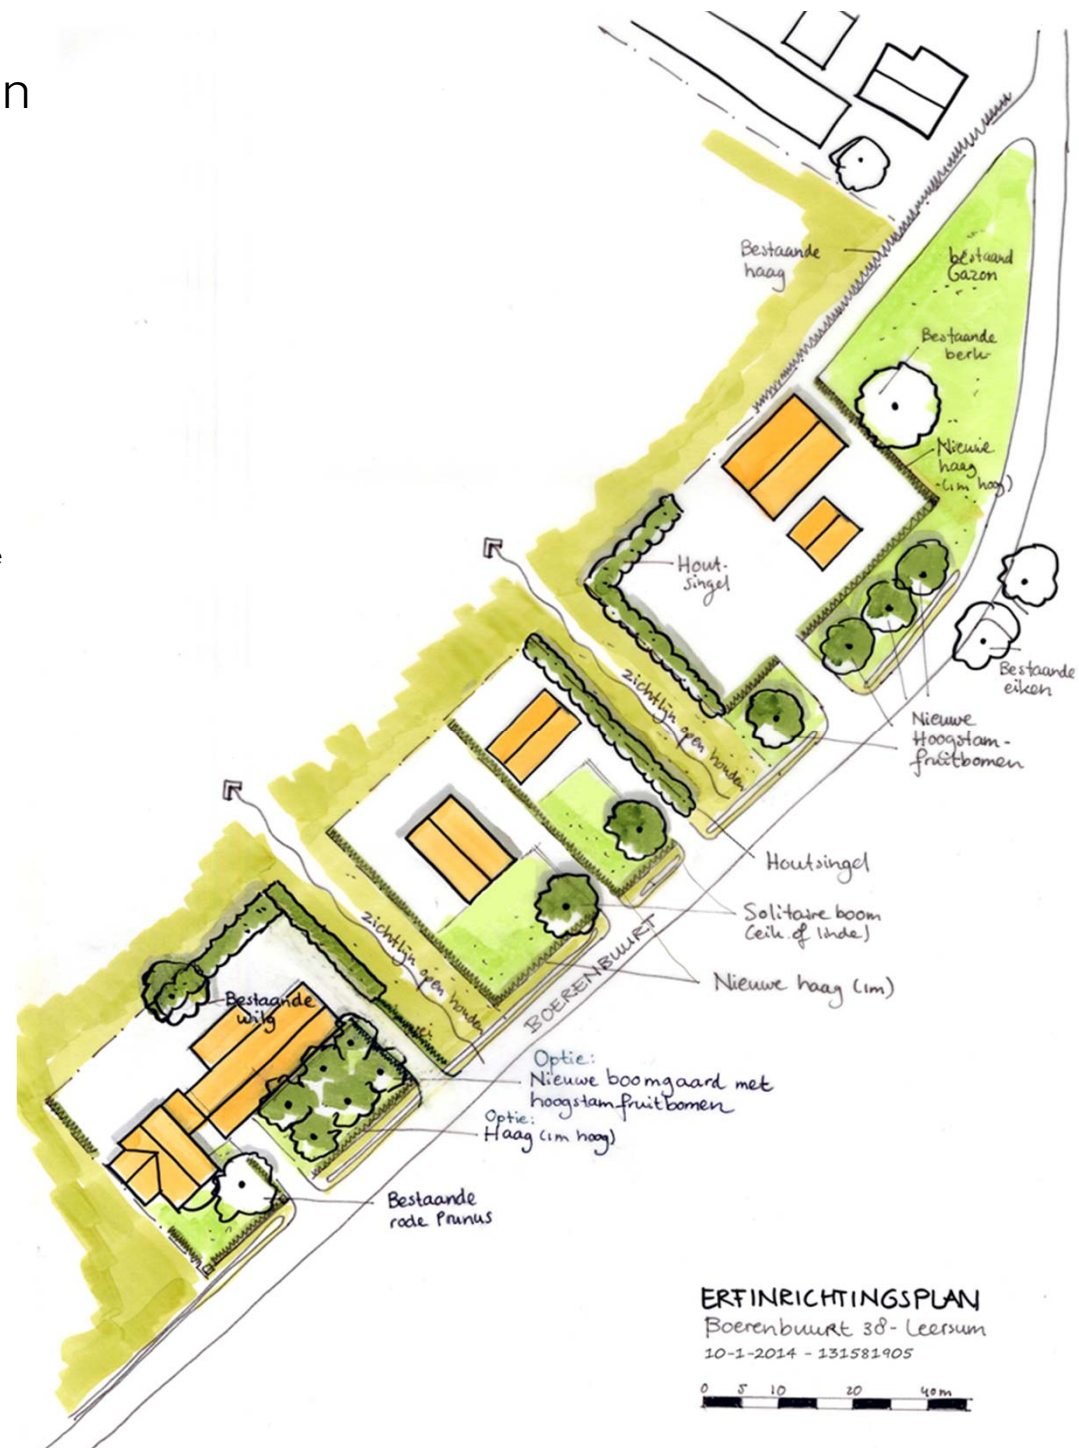 n
Bestaande
haag
bestaand
Gazon
Bestaande
berk
Nieuwe
haag
(1m hoog)
Hout-
singel
zichtlijn open houden
Bestaande
eiken
Nieuwe
Hoogstam-
fruitbomen
Houtsingel
Solitaire boom
(eik of linde)
Nieuwe haag (1m)
BOERENBUURT
zichtlijn open houden
Bestaande
wilg
Optie:
Nieuwe boomgaard met
hoogstamfruitbomen
Optie:
Haag (1m hoog)
Bestaande
rode Prunus
ERFINRICHTINGSPLAN
Boerenbuurt 38 - Leersum
10-1-2014 - 131581905
0 5 10 20 40m